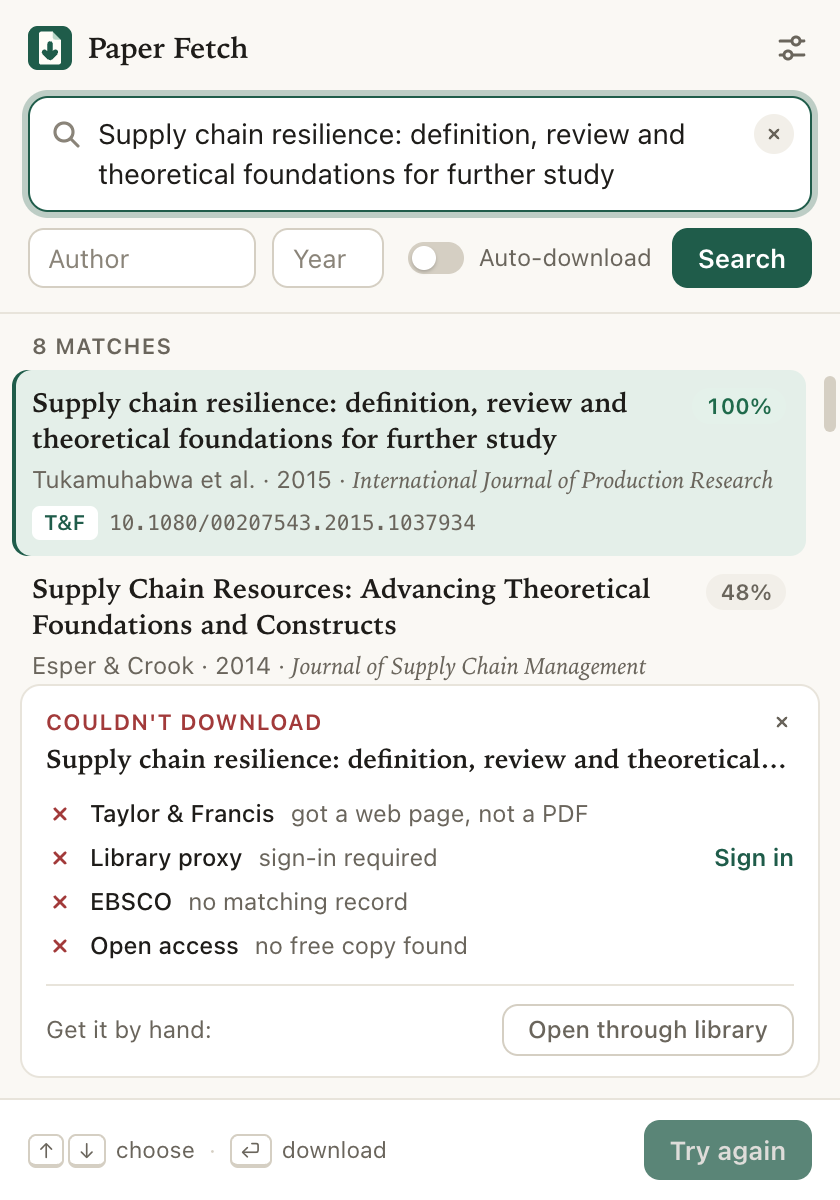 Paper Fetch
Supply chain resilience: definition, review and
theoretical foundations for further study
Author
Year
Auto-download
Search
8 MATCHES
Supply chain resilience: definition, review and
theoretical foundations for further study
100%
Tukamuhabwa et al. · 2015 · International Journal of Production Research
T&F 10.1080/00207543.2015.1037934
Supply Chain Resources: Advancing Theoretical
Foundations and Constructs
48%
Esper & Crook · 2014 · Journal of Supply Chain Management
COULDN'T DOWNLOAD
Supply chain resilience: definition, review and theoretical…
Taylor & Francis got a web page, not a PDF
Library proxy sign-in required Sign in
EBSCO no matching record
Open access no free copy found
Get it by hand: Open through library
↑ ↓ choose · ↵ download Try again